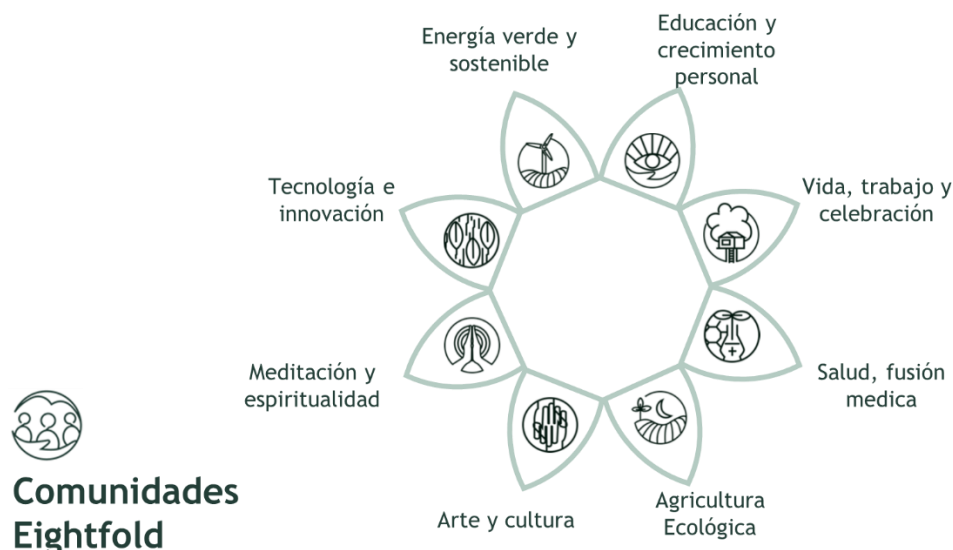 Energía verde y
sostenible
Educación y
crecimiento
personal
Tecnología e
innovación
Vida, trabajo y
celebración
Meditación y
espiritualidad
Salud, fusión
medica
Arte y cultura
Agricultura
Ecológica
Comunidades
Eightfold